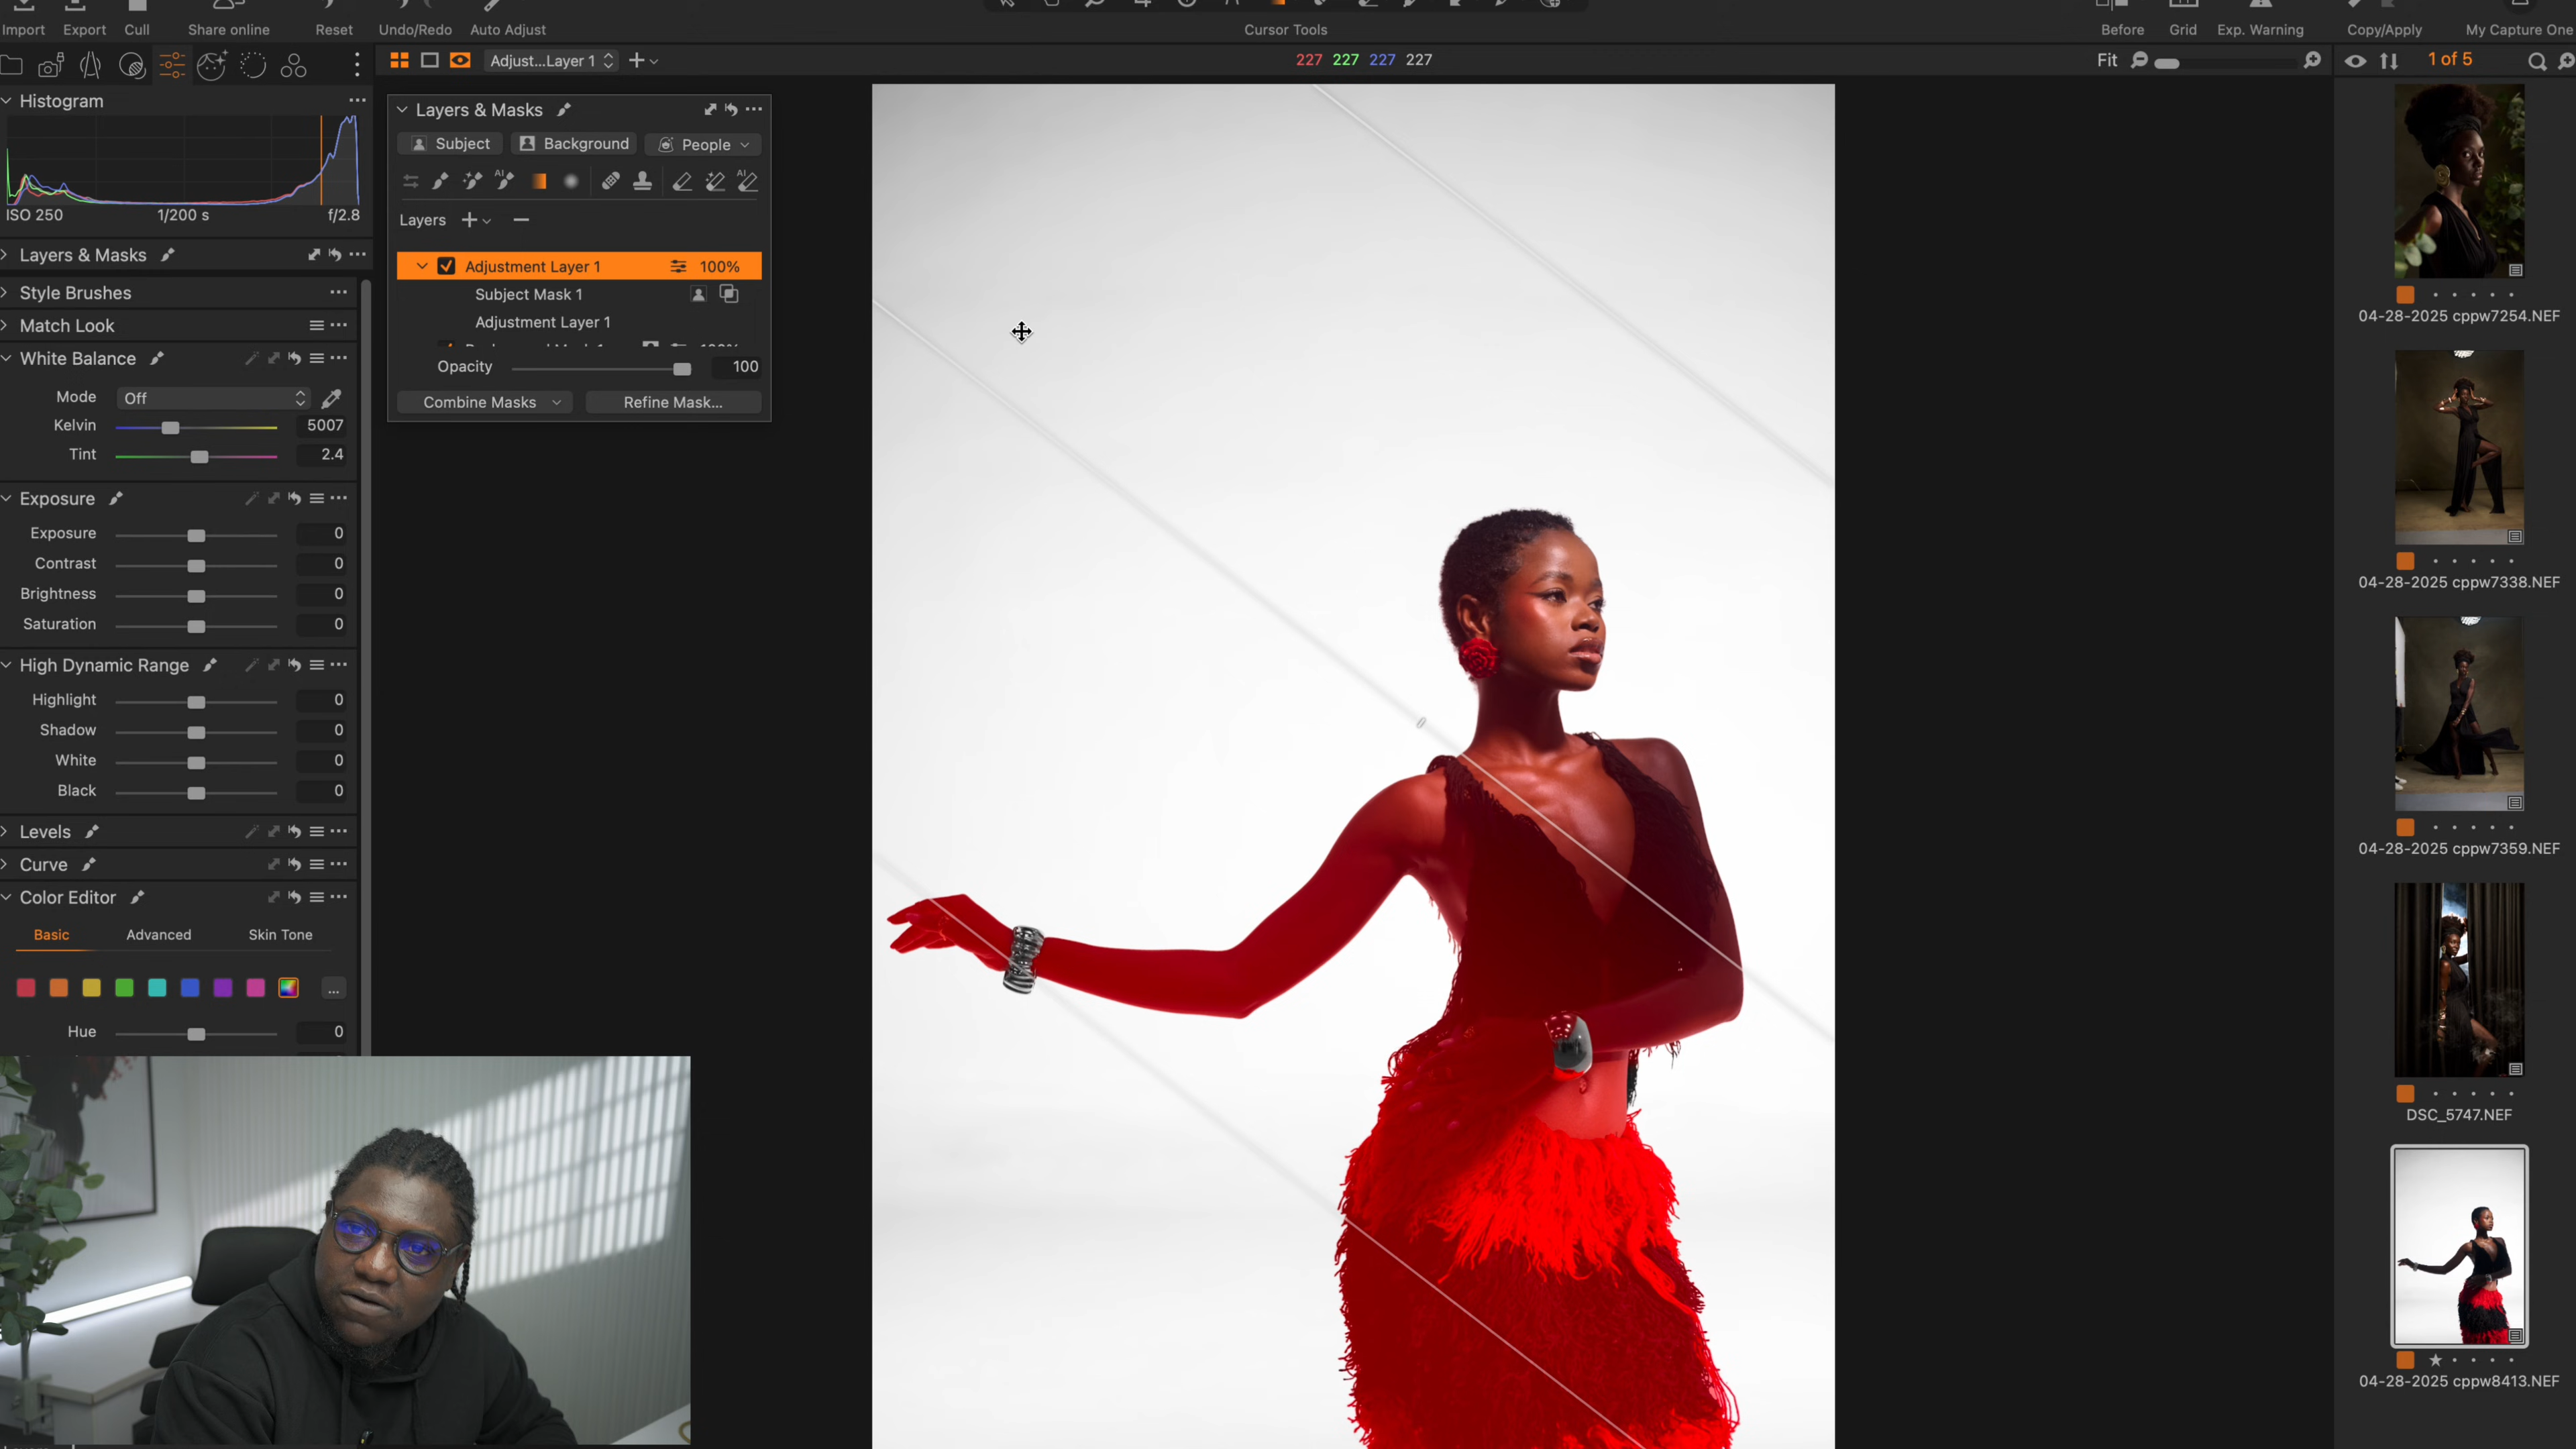 Import Export Cull Share online Reset Undo/Redo Auto Adjust Cursor Tools Before Grid Exp. Warning Copy/Apply My Capture One
Adjust...Layer 1
227 227 227 227
Fit
1 of 5
Histogram
ISO 250 1/200 s f/2.8
Layers & Masks
Style Brushes
Match Look
White Balance
Mode Off
Kelvin 5007
Tint 2.4
Exposure
Exposure 0
Contrast 0
Brightness 0
Saturation 0
High Dynamic Range
Highlight 0
Shadow 0
White 0
Black 0
Levels
Curve
Color Editor
Basic Advanced Skin Tone
...
Hue 0
Layers & Masks
Subject Background People
AI AI
Layers
Adjustment Layer 1 100%
Subject Mask 1
Adjustment Layer 1
Opacity 100
Combine Masks Refine Mask...
04-28-2025 cppw7254.NEF
04-28-2025 cppw7338.NEF
04-28-2025 cppw7359.NEF
DSC_5747.NEF
04-28-2025 cppw8413.NEF